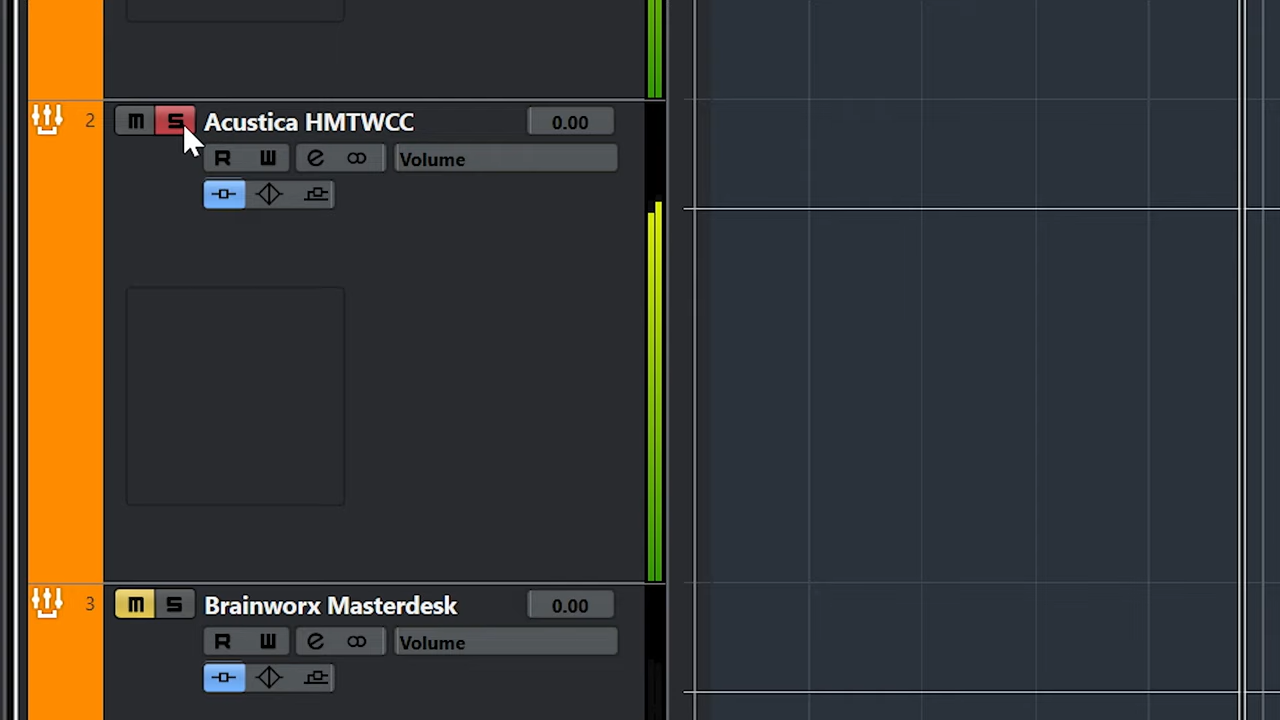 2 M S Acustica HMTWCC 0.00
R W e Volume
3 M S Brainworx Masterdesk 0.00
R W e Volume